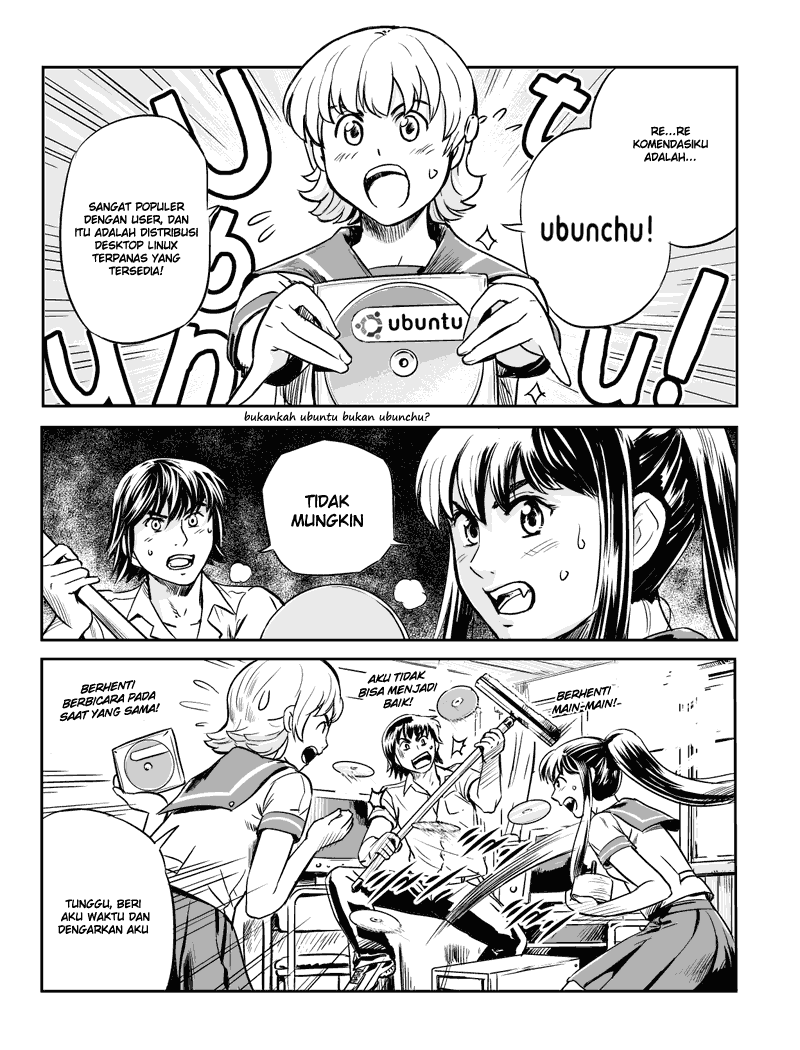 RE...RE
KOMENDASIKU
ADALAH...
ubunchu!
SANGAT POPULER
DENGAN USER, DAN
ITU ADALAH DISTRIBUSI
DESKTOP LINUX
TERPANAS YANG
TERSEDIA!
ubunchu!
ubuntu
bukankah ubuntu bukan ubunchu?
TIDAK
MUNGKIN
BERHENTI
BERBICARA PADA
SAAT YANG SAMA!
AKU TIDAK
BISA MENJADI
BAIK!
BERHENTI
MAIN-MAIN!
TUNGGU, BERI
AKU WAKTU DAN
DENGARKAN AKU